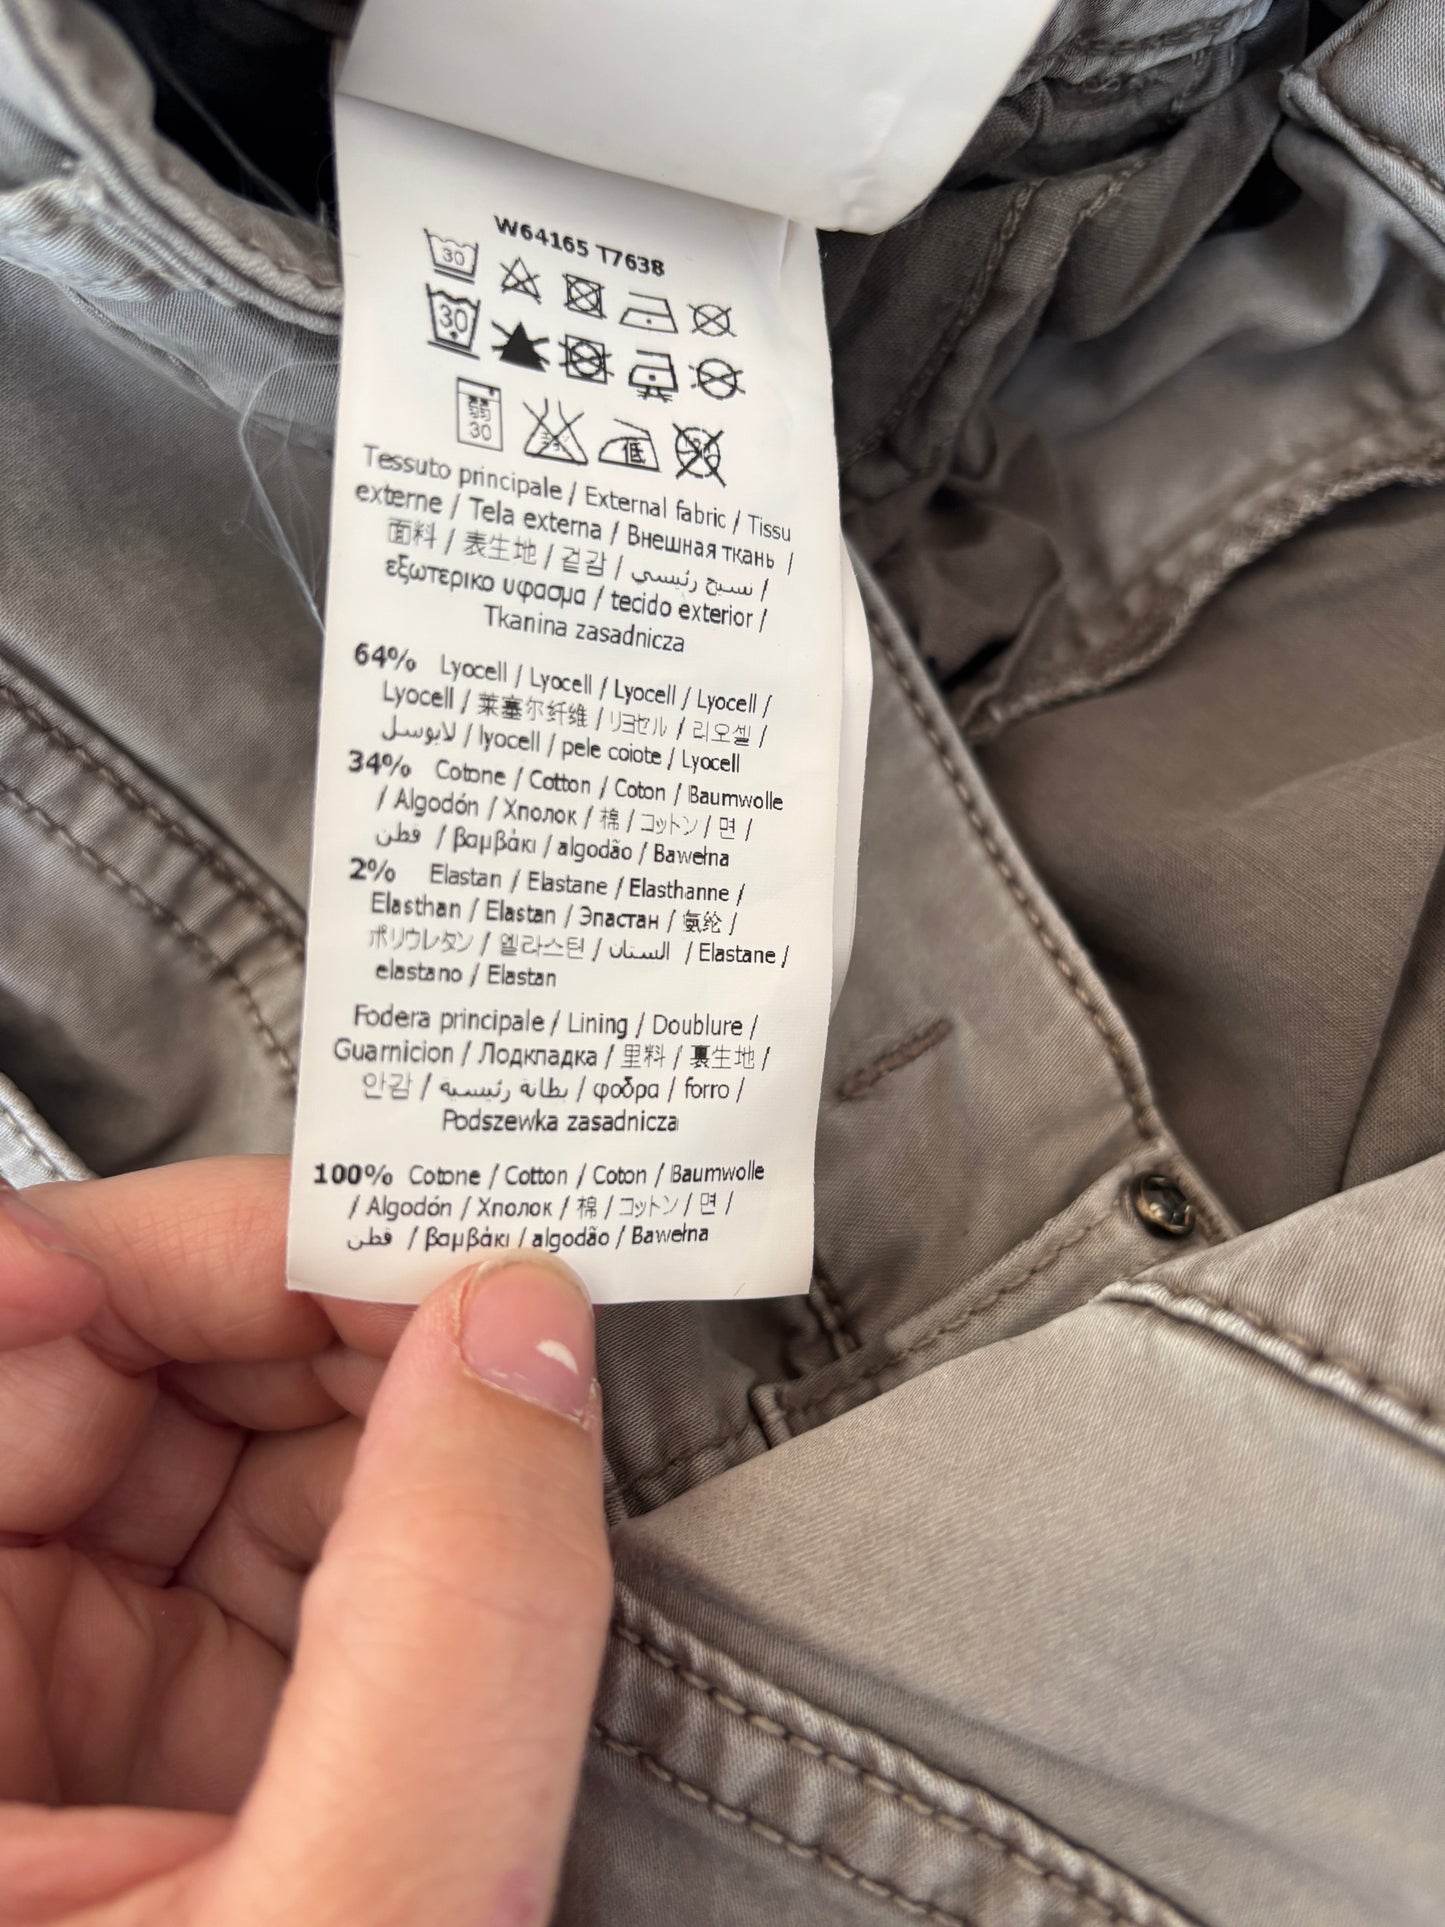 W64165 T7638
30
30
弱
30
低
Tessuto principale / External fabric / Tissu
externe / Tela externa / Внешная ткань /
面料 / 表生地 / 겉감 / نسيج رئيسي /
εξωτερικο υφασμα / tecido exterior /
Tkanina zasadnicza
64% Lyocell / Lyocell / Lyocell / Lyocell /
Lyocell / 莱塞尔纤维 / リヨセル / 리오셀 /
لايوسل / lyocell / pele coiote / Lyocell
34% Cotone / Cotton / Coton / Baumwolle
/ Algodón / Хполок / 棉 / コットン / 면 /
قطن / βαμβάκι / algodão / Bawełna
2% Elastan / Elastane / Elasthanne /
Elasthan / Elastan / Эпастан / 氨纶 /
ポリウレタン / 엘라스틴 / الستان / Elastane /
elastano / Elastan
Fodera principale / Lining / Doublure /
Guarnicion / Лодкпадка / 里料 / 裏生地 /
안감 / بطانة رئيسية / φοδρα / forro /
Podszewka zasadnicza
100% Cotone / Cotton / Coton / Baumwolle
/ Algodón / Хполок / 棉 / コットン / 면 /
قطن / βαμβάκι / algodão / Bawełna